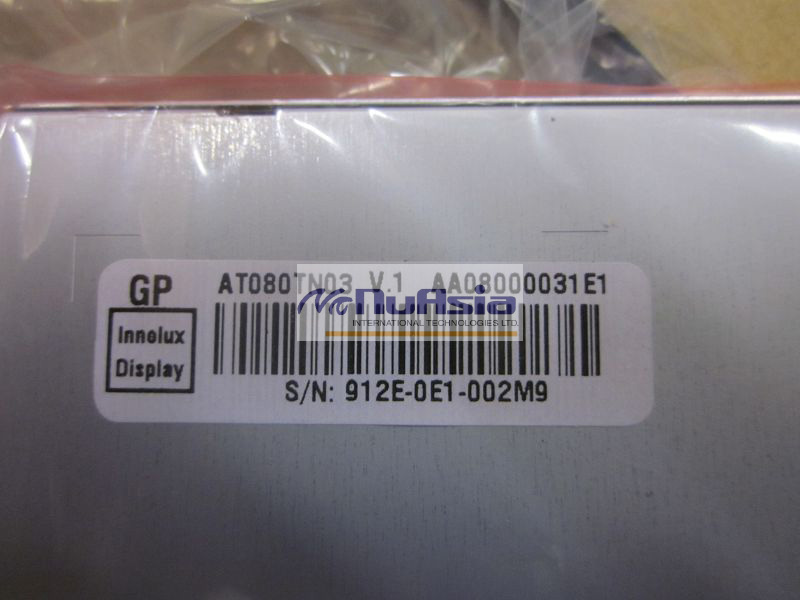 GP
AT080TN03 V.1 AA08000031E1
NuAsia
INTERNATIONAL TECHNOLOGIES LTD.
Innolux
Display
S/N: 912E-0E1-002M9